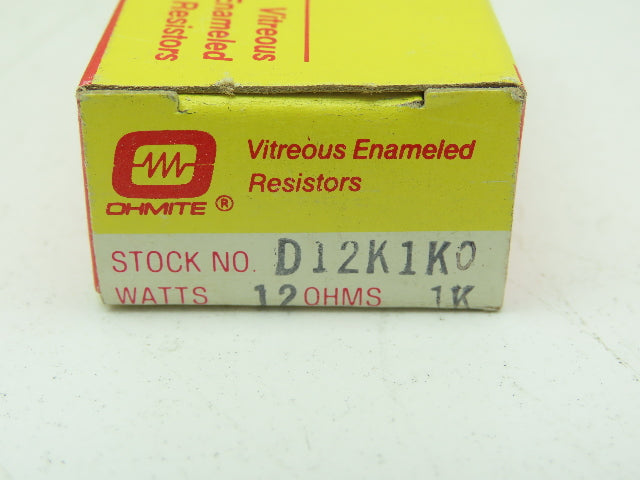 Vitreous
Enameled
Resistors
Vitreous Enameled
Resistors
OHMITE ®
STOCK NO. D12K1K0
WATTS 12 OHMS 1K